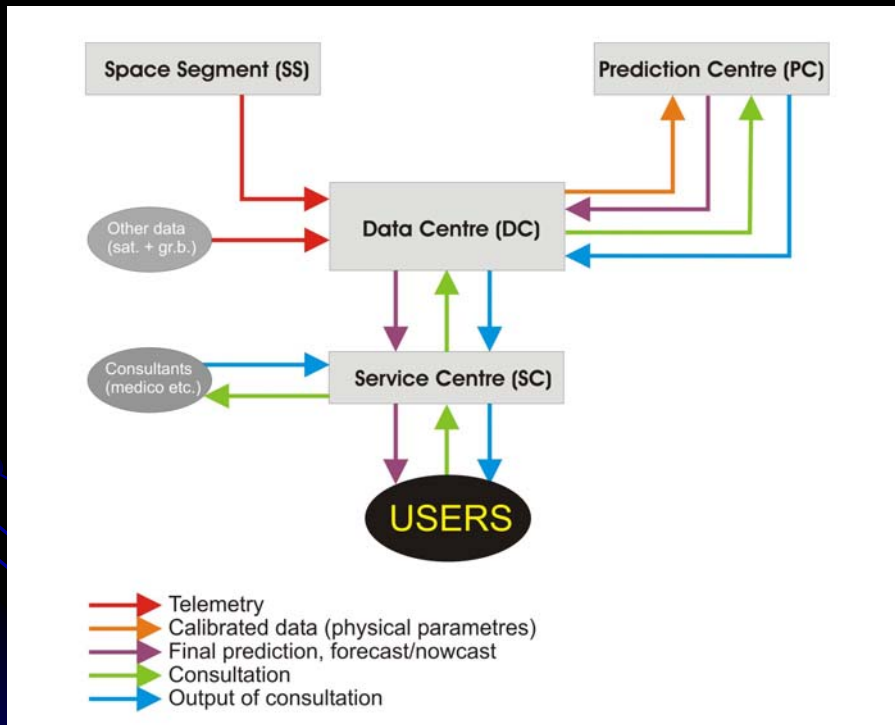 Space Segment (SS)
Prediction Centre (PC)
Other data
(sat. + gr.b.)
Data Centre (DC)
Consultants
(medico etc.)
Service Centre (SC)
USERS
Telemetry
Calibrated data (physical parametres)
Final prediction, forecast/nowcast
Consultation
Output of consultation